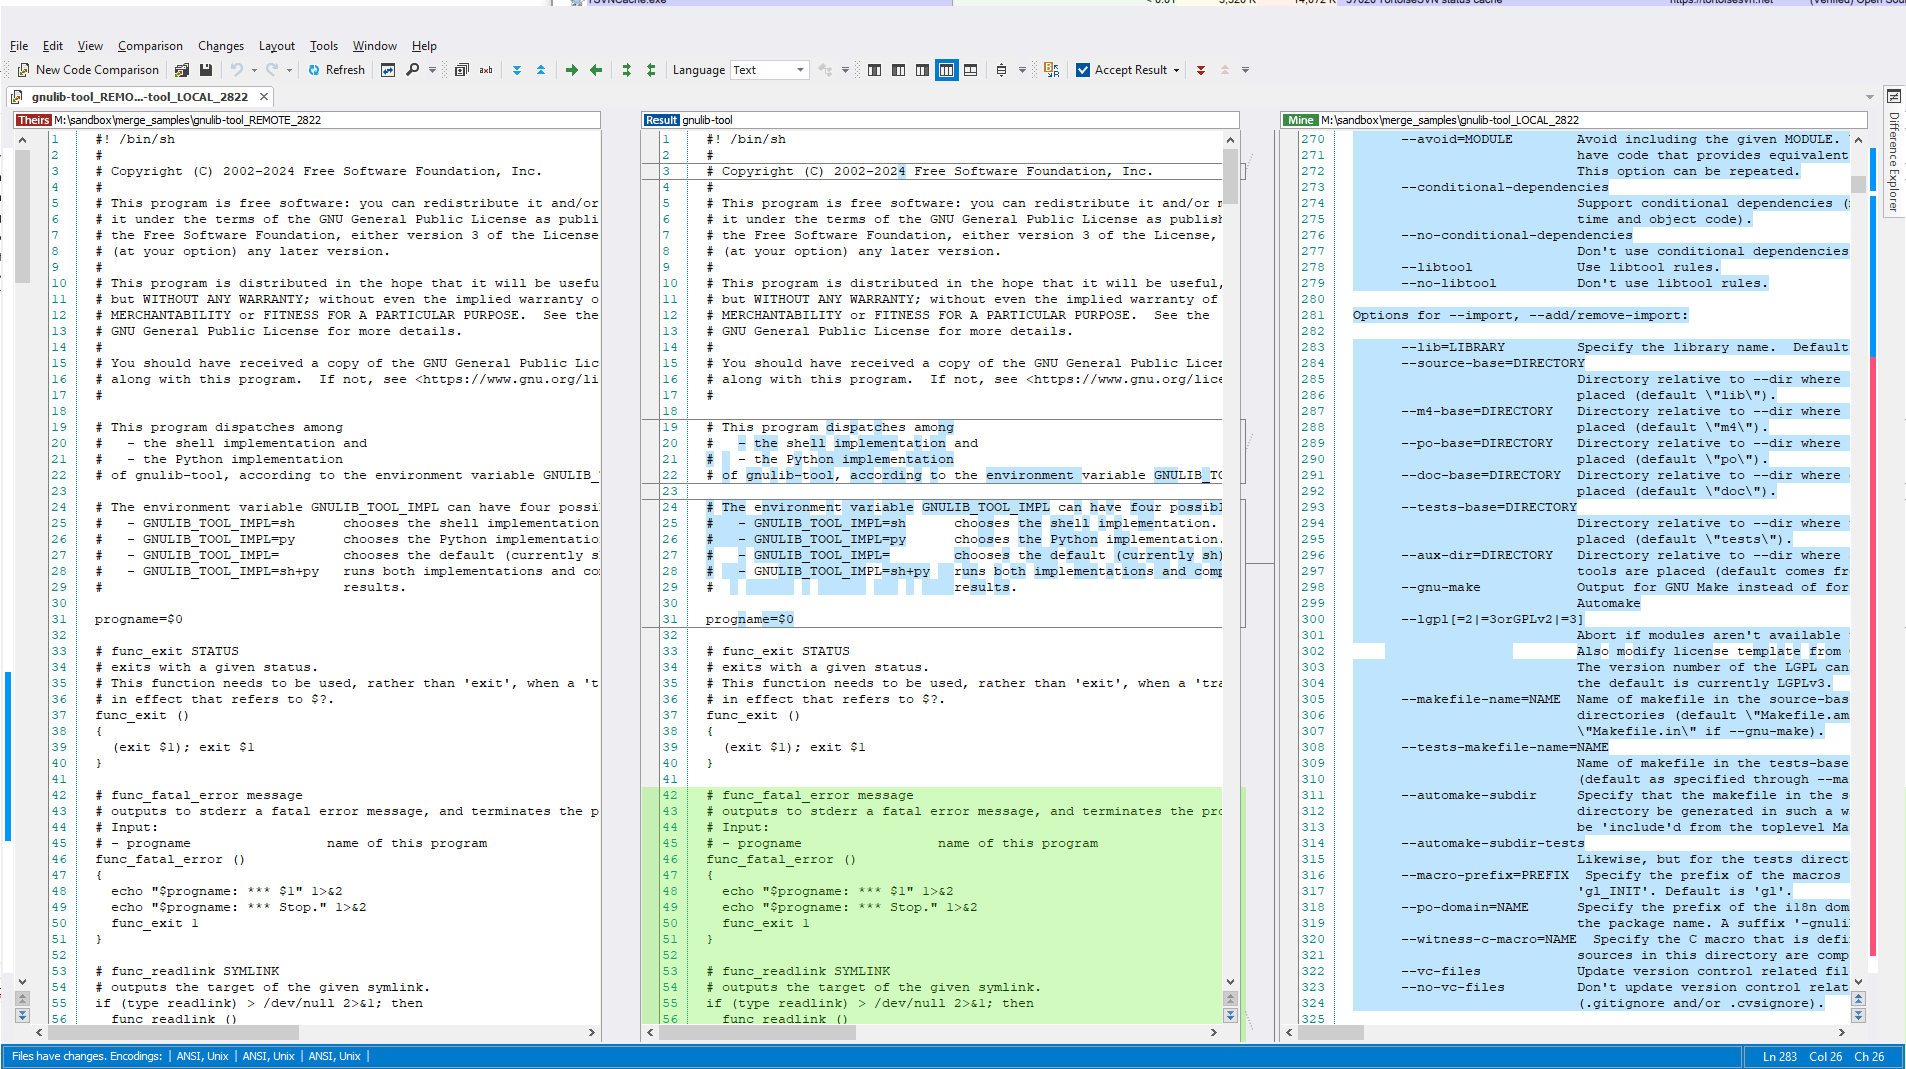 TSVNCache.exe < 0.01 3,520 K 14,072 K 37020 TortoiseSVN status cache https://tortoisesvn.net (Verified) Open Sou
File Edit View Comparison Changes Layout Tools Window Help
New Code Comparison Refresh Language Text Accept Result
gnulib-tool_REMO...-tool_LOCAL_2822
Difference Explorer
Theirs M:\sandbox\merge_samples\gnulib-tool_REMOTE_2822
1 #! /bin/sh
2 #
3 # Copyright (C) 2002-2024 Free Software Foundation, Inc.
4 #
5 # This program is free software: you can redistribute it and/or
6 # it under the terms of the GNU General Public License as publi
7 # the Free Software Foundation, either version 3 of the License
8 # (at your option) any later version.
9 #
10 # This program is distributed in the hope that it will be usefu
11 # but WITHOUT ANY WARRANTY; without even the implied warranty o
12 # MERCHANTABILITY or FITNESS FOR A PARTICULAR PURPOSE.  See the
13 # GNU General Public License for more details.
14 #
15 # You should have received a copy of the GNU General Public Lic
16 # along with this program.  If not, see <https://www.gnu.org/li
17 #
18
19 # This program dispatches among
20 #   - the shell implementation and
21 #   - the Python implementation
22 # of gnulib-tool, according to the environment variable GNULIB_
23
24 # The environment variable GNULIB_TOOL_IMPL can have four possi
25 #   - GNULIB_TOOL_IMPL=sh      chooses the shell implementation
26 #   - GNULIB_TOOL_IMPL=py      chooses the Python implementatio
27 #   - GNULIB_TOOL_IMPL=        chooses the default (currently s
28 #   - GNULIB_TOOL_IMPL=sh+py   runs both implementations and co
29 #                              results.
30
31 progname=$0
32
33 # func_exit STATUS
34 # exits with a given status.
35 # This function needs to be used, rather than 'exit', when a 't
36 # in effect that refers to $?.
37 func_exit ()
38 {
39   (exit $1); exit $1
40 }
41
42 # func_fatal_error message
43 # outputs to stderr a fatal error message, and terminates the p
44 # Input:
45 # - progname                 name of this program
46 func_fatal_error ()
47 {
48   echo "$progname: *** $1" 1>&2
49   echo "$progname: *** Stop." 1>&2
50   func_exit 1
51 }
52
53 # func_readlink SYMLINK
54 # outputs the target of the given symlink.
55 if (type readlink) > /dev/null 2>&1; then
56   func_readlink ()
Result gnulib-tool
1 #! /bin/sh
2 #
3 # Copyright (C) 2002-2024 Free Software Foundation, Inc.
4 #
5 # This program is free software: you can redistribute it and/or m
6 # it under the terms of the GNU General Public License as publish
7 # the Free Software Foundation, either version 3 of the License,
8 # (at your option) any later version.
9 #
10 # This program is distributed in the hope that it will be useful,
11 # but WITHOUT ANY WARRANTY; without even the implied warranty of
12 # MERCHANTABILITY or FITNESS FOR A PARTICULAR PURPOSE.  See the
13 # GNU General Public License for more details.
14 #
15 # You should have received a copy of the GNU General Public Licen
16 # along with this program.  If not, see <https://www.gnu.org/lice
17 #
18
19 # This program dispatches among
20 #   - the shell implementation and
21 #   - the Python implementation
22 # of gnulib-tool, according to the environment variable GNULIB_TO
23
24 # The environment variable GNULIB_TOOL_IMPL can have four possibl
25 #   - GNULIB_TOOL_IMPL=sh      chooses the shell implementation.
26 #   - GNULIB_TOOL_IMPL=py      chooses the Python implementation.
27 #   - GNULIB_TOOL_IMPL=        chooses the default (currently sh)
28 #   - GNULIB_TOOL_IMPL=sh+py   runs both implementations and comp
29 #                              results.
30
31 progname=$0
32
33 # func_exit STATUS
34 # exits with a given status.
35 # This function needs to be used, rather than 'exit', when a 'tra
36 # in effect that refers to $?.
37 func_exit ()
38 {
39   (exit $1); exit $1
40 }
41
42 # func_fatal_error message
43 # outputs to stderr a fatal error message, and terminates the pro
44 # Input:
45 # - progname                 name of this program
46 func_fatal_error ()
47 {
48   echo "$progname: *** $1" 1>&2
49   echo "$progname: *** Stop." 1>&2
50   func_exit 1
51 }
52
53 # func_readlink SYMLINK
54 # outputs the target of the given symlink.
55 if (type readlink) > /dev/null 2>&1; then
56   func_readlink ()
Mine M:\sandbox\merge_samples\gnulib-tool_LOCAL_2822
270 --avoid=MODULE        Avoid including the given MODULE.
271 have code that provides equivalent
272 This option can be repeated.
273 --conditional-dependencies
274 Support conditional dependencies (
275 time and object code).
276 --no-conditional-dependencies
277 Don't use conditional dependencies
278 --libtool             Use libtool rules.
279 --no-libtool          Don't use libtool rules.
280
281 Options for --import, --add/remove-import:
282
283 --lib=LIBRARY         Specify the library name.  Default
284 --source-base=DIRECTORY
285 Directory relative to --dir where
286 placed (default \"lib\").
287 --m4-base=DIRECTORY   Directory relative to --dir where
288 placed (default \"m4\").
289 --po-base=DIRECTORY   Directory relative to --dir where
290 placed (default \"po\").
291 --doc-base=DIRECTORY  Directory relative to --dir where
292 placed (default \"doc\").
293 --tests-base=DIRECTORY
294 Directory relative to --dir where
295 placed (default \"tests\").
296 --aux-dir=DIRECTORY   Directory relative to --dir where
297 tools are placed (default comes fr
298 --gnu-make            Output for GNU Make instead of for
299 Automake
300 --lgpl[=2|=3orGPLv2|=3]
301 Abort if modules aren't available
302 Also modify license template from
303 The version number of the LGPL can
304 the default is currently LGPLv3.
305 --makefile-name=NAME  Name of makefile in the source-bas
306 directories (default \"Makefile.am
307 \"Makefile.in\" if --gnu-make).
308 --tests-makefile-name=NAME
309 Name of makefile in the tests-base
310 (default as specified through --ma
311 --automake-subdir     Specify that the makefile in the s
312 directory be generated in such a w
313 be 'include'd from the toplevel Ma
314 --automake-subdir-tests
315 Likewise, but for the tests direct
316 --macro-prefix=PREFIX  Specify the prefix of the macros
317 'gl_INIT'. Default is 'gl'.
318 --po-domain=NAME      Specify the prefix of the i18n dom
319 the package name. A suffix '-gnuli
320 --witness-c-macro=NAME  Specify the C macro that is defi
321 sources in this directory are comp
322 --vc-files            Update version control related fil
323 --no-vc-files         Don't update version control relat
324 (.gitignore and/or .cvsignore).
325
Files have changes. Encodings: | ANSI, Unix | ANSI, Unix | ANSI, Unix | Ln 283 Col 26 Ch 26